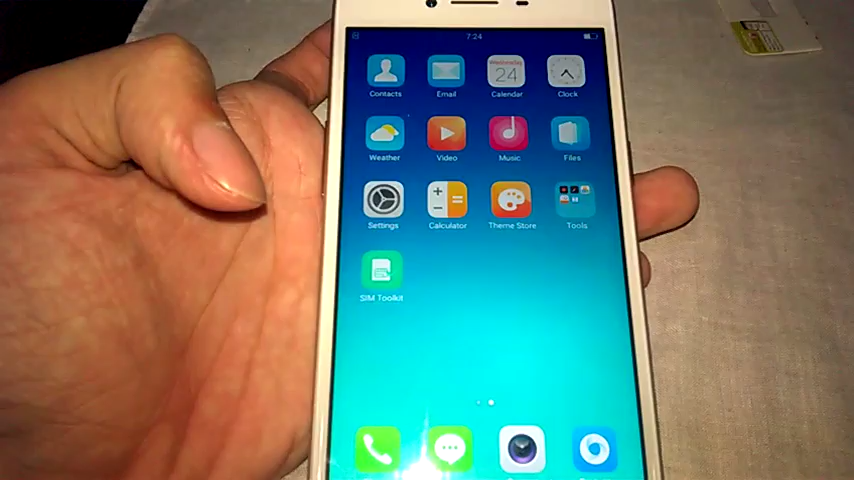 7:24
Wednesday
24
Contacts
Email
Calendar
Clock
Weather
Video
Music
Files
Settings
Calculator
Theme Store
Tools
SIM Toolkit